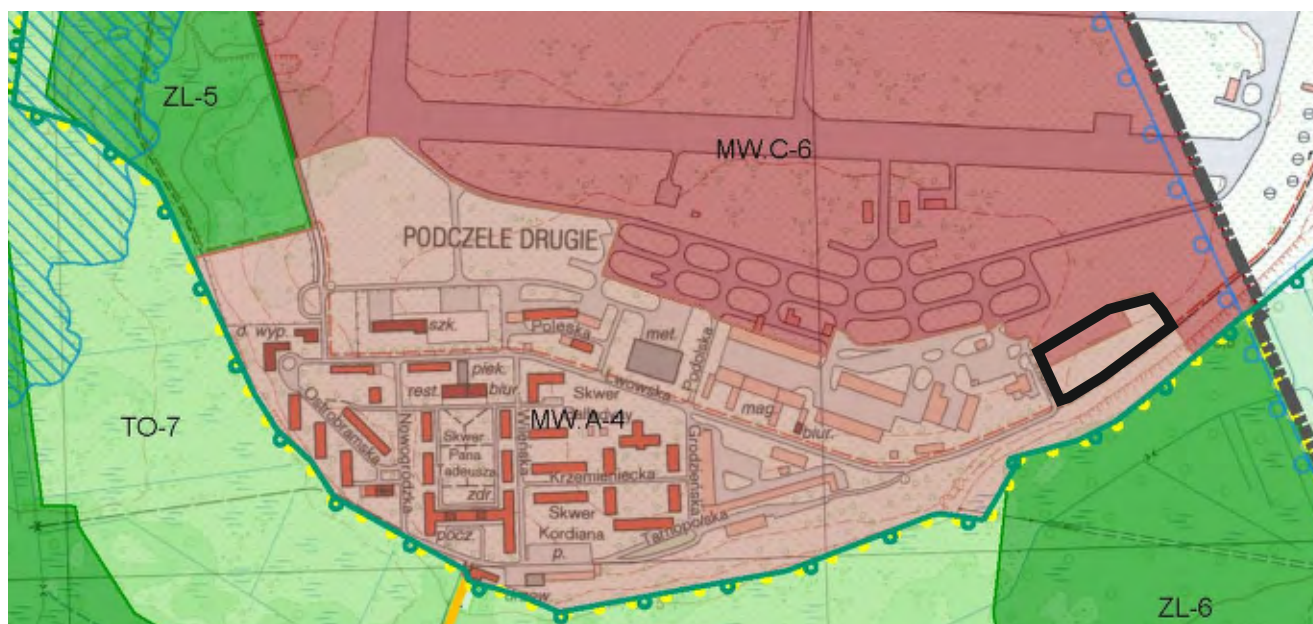 ZL-5
MW.C-6
PODCZELE DRUGIE
d. wyp.
szk.
Poleska
met.
Podolska
Lwowska
piek.
rest.
biur.
Skwer
MW.A-4
mag.
biur.
TO-7
Ostrobramska
Nowogródzka
Skwer
Pana
Tadeusza
zdr.
Wileńska
Krzemieniecka
Grodzieńska
Skwer
Kordiana
Tarnopolska
pocz.
p.
ZL-6